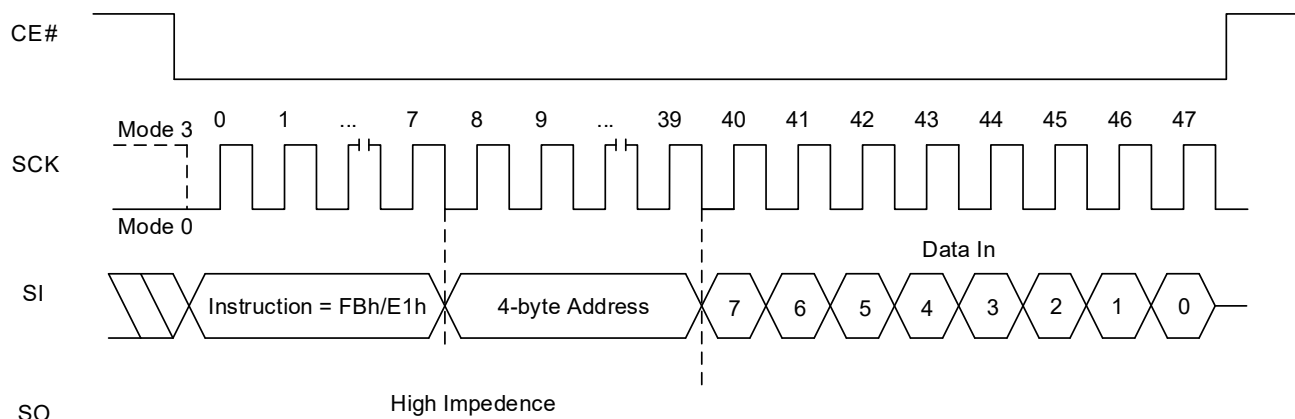 CE#
0 1 ... 7 8 9 ... 39 40 41 42 43 44 45 46 47
Mode 3
SCK
Mode 0
Data In
SI
Instruction = FBh/E1h 4-byte Address 7 6 5 4 3 2 1 0
High Impedence
SO